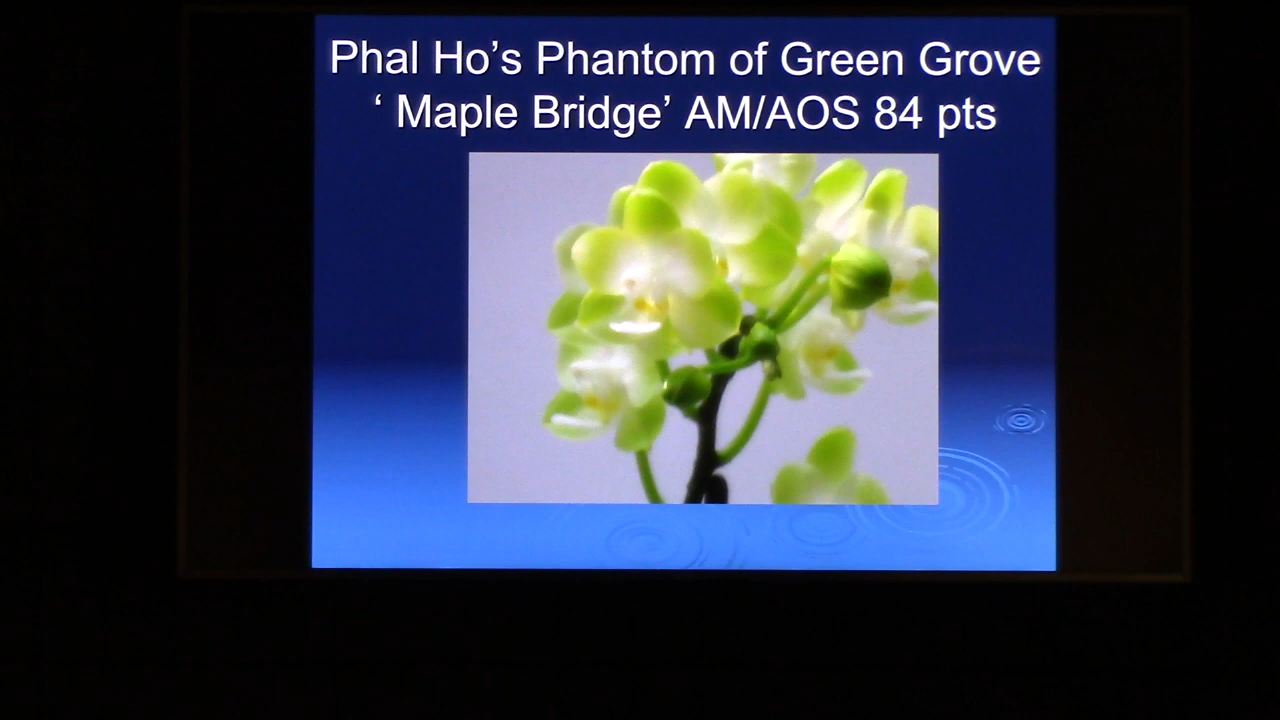 Phal Ho’s Phantom of Green Grove
‘ Maple Bridge’ AM/AOS 84 pts